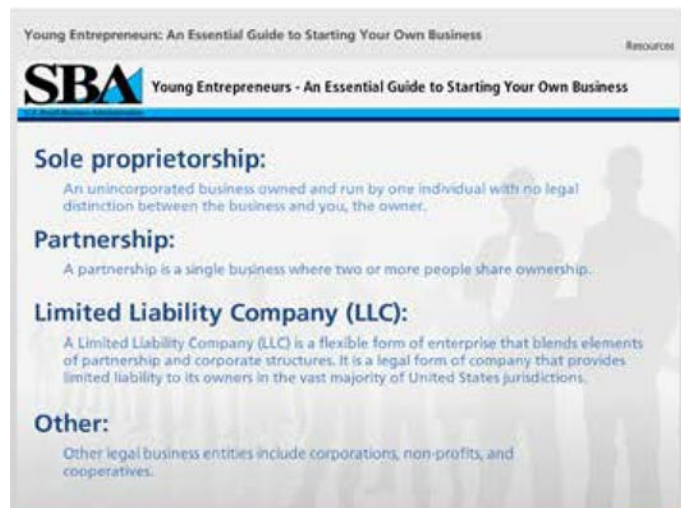 Young Entrepreneurs: An Essential Guide to Starting Your Own Business
Resources
SBA
Young Entrepreneurs - An Essential Guide to Starting Your Own Business
U.S. Small Business Administration
Sole proprietorship:
An unincorporated business owned and run by one individual with no legal
distinction between the business and you, the owner.
Partnership:
A partnership is a single business where two or more people share ownership.
Limited Liability Company (LLC):
A Limited Liability Company (LLC) is a flexible form of enterprise that blends elements
of partnership and corporate structures. It is a legal form of company that provides
limited liability to its owners in the vast majority of United States jurisdictions.
Other:
Other legal business entities include corporations, non-profits, and
cooperatives.